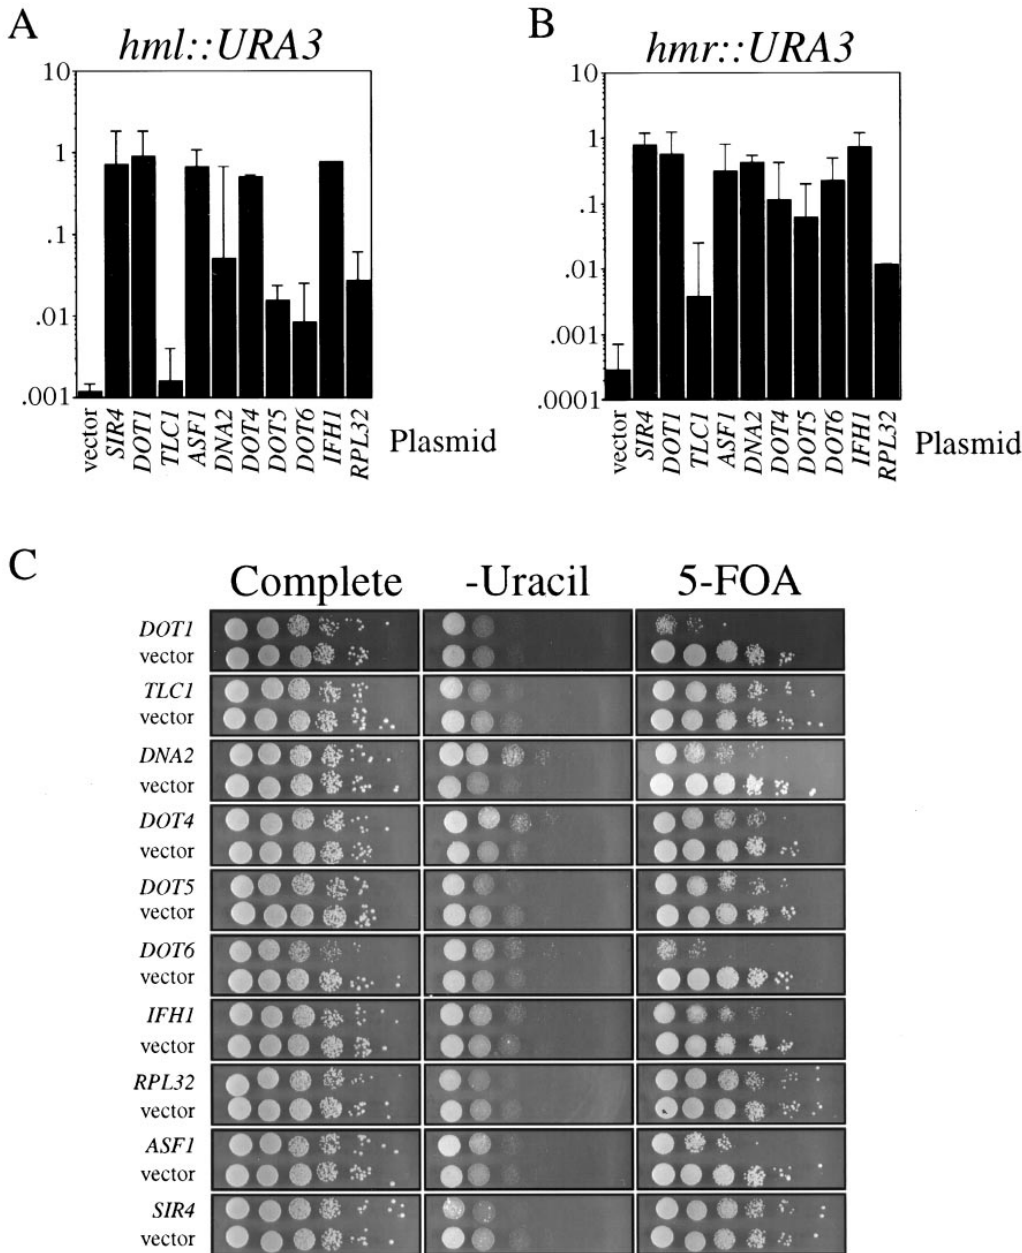 A
hml::URA3
10
1
.1
.01
.001
vector
SIR4
DOT1
TLC1
ASF1
DNA2
DOT4
DOT5
DOT6
IFH1
RPL32
Plasmid
B
hmr::URA3
10
1
.1
.01
.001
.0001
vector
SIR4
DOT1
TLC1
ASF1
DNA2
DOT4
DOT5
DOT6
IFH1
RPL32
Plasmid
C
Complete -Uracil 5-FOA
DOT1
vector
TLC1
vector
DNA2
vector
DOT4
vector
DOT5
vector
DOT6
vector
IFH1
vector
RPL32
vector
ASF1
vector
SIR4
vector